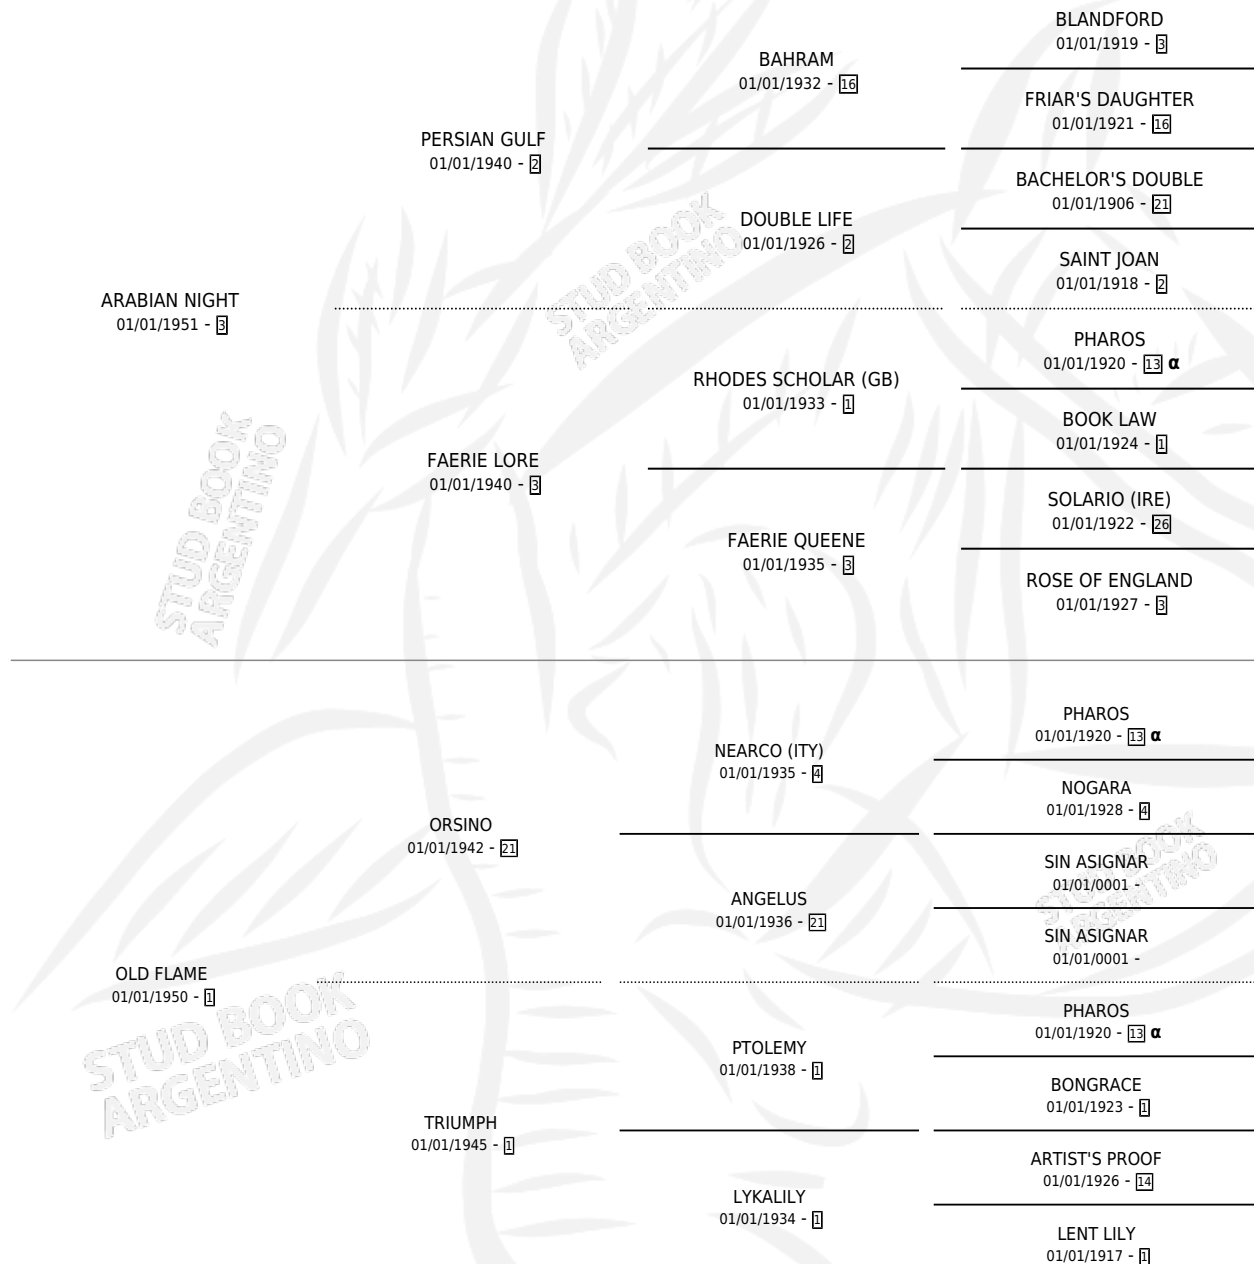 BLANDFORD
01/01/1919 - 3
BAHRAM
01/01/1932 - 16
FRIAR'S DAUGHTER
01/01/1921 - 16
PERSIAN GULF
01/01/1940 - 2
BACHELOR'S DOUBLE
01/01/1906 - 21
DOUBLE LIFE
01/01/1926 - 2
SAINT JOAN
01/01/1918 - 2
STUD BOOK
ARGENTINO
ARABIAN NIGHT
01/01/1951 - 3
PHAROS
01/01/1920 - 13 α
RHODES SCHOLAR (GB)
01/01/1933 - 1
BOOK LAW
01/01/1924 - 1
FAERIE LORE
01/01/1940 - 3
SOLARIO (IRE)
01/01/1922 - 26
FAERIE QUEENE
01/01/1935 - 3
ROSE OF ENGLAND
01/01/1927 - 3
STUD BOOK
ARGENTINO
PHAROS
01/01/1920 - 13 α
NEARCO (ITY)
01/01/1935 - 4
NOGARA
01/01/1928 - 4
ORSINO
01/01/1942 - 21
SIN ASIGNAR
01/01/0001 -
ANGELUS
01/01/1936 - 21
SIN ASIGNAR
01/01/0001 -
STUD BOOK
ARGENTINO
OLD FLAME
01/01/1950 - 1
PHAROS
01/01/1920 - 13 α
PTOLEMY
01/01/1938 - 1
BONGRACE
01/01/1923 - 1
STUD BOOK
ARGENTINO
TRIUMPH
01/01/1945 - 1
ARTIST'S PROOF
01/01/1926 - 14
LYKALILY
01/01/1934 - 1
LENT LILY
01/01/1917 - 1